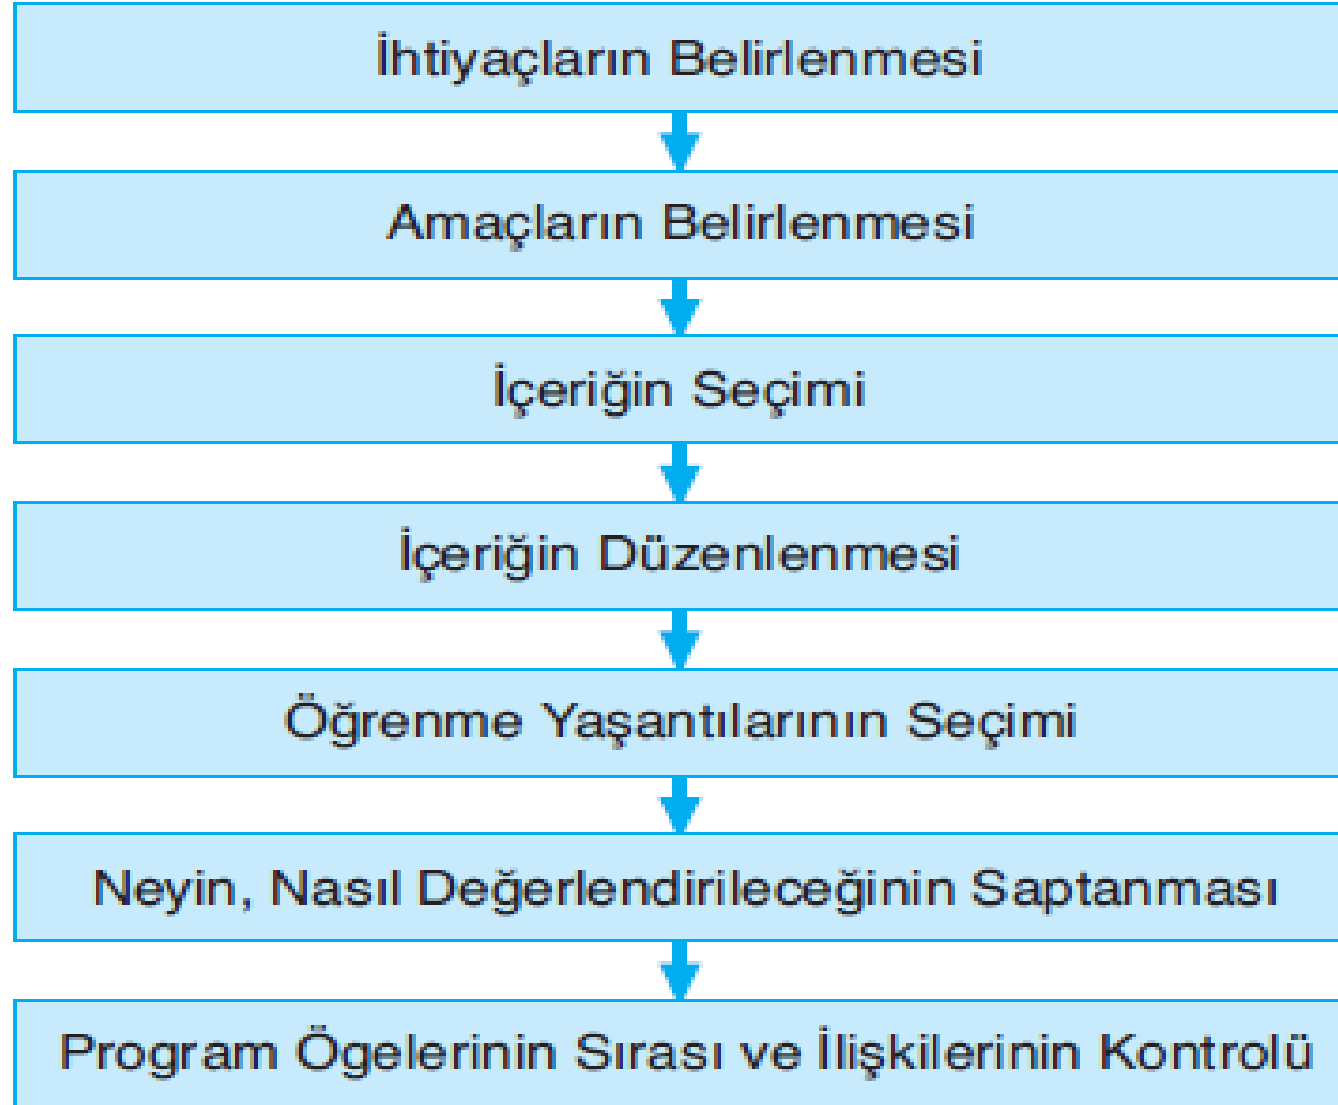 İhtiyaçların Belirlenmesi
Amaçların Belirlenmesi
İçeriğin Seçimi
İçeriğin Düzenlenmesi
Öğrenme Yaşantılarının Seçimi
Neyin, Nasıl Değerlendirileceğinin Saptanması
Program Ögelerinin Sırası ve İlişkilerinin Kontrolü